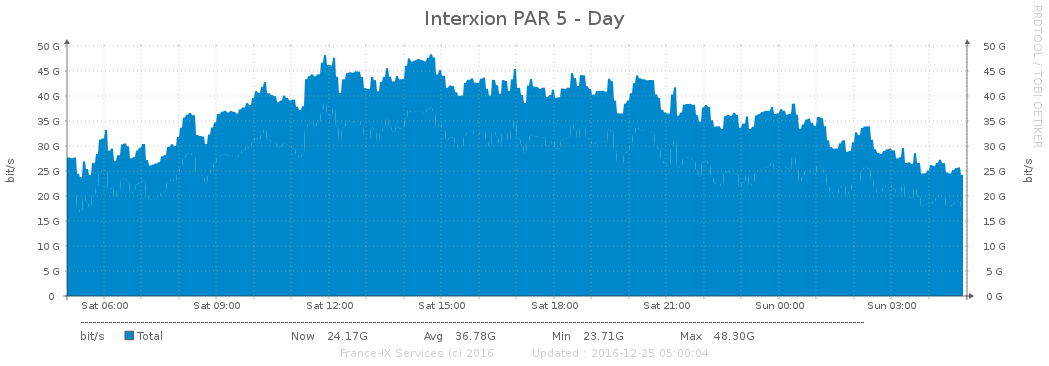 Interxion PAR 5 - Day
RRDTOOL / TOBI OETIKER
50 G 50 G
45 G 45 G
40 G 40 G
35 G 35 G
30 G 30 G
25 G 25 G
20 G 20 G
15 G 15 G
10 G 10 G
5 G 5 G
0 0 G
bit/s
bit/s
Sat 06:00 Sat 09:00 Sat 12:00 Sat 15:00 Sat 18:00 Sat 21:00 Sun 00:00 Sun 03:00
bit/s Total Now 24.17G Avg 36.78G Min 23.71G Max 48.30G
France-IX Services (c) 2016 Updated : 2016-12-25 05:00:04